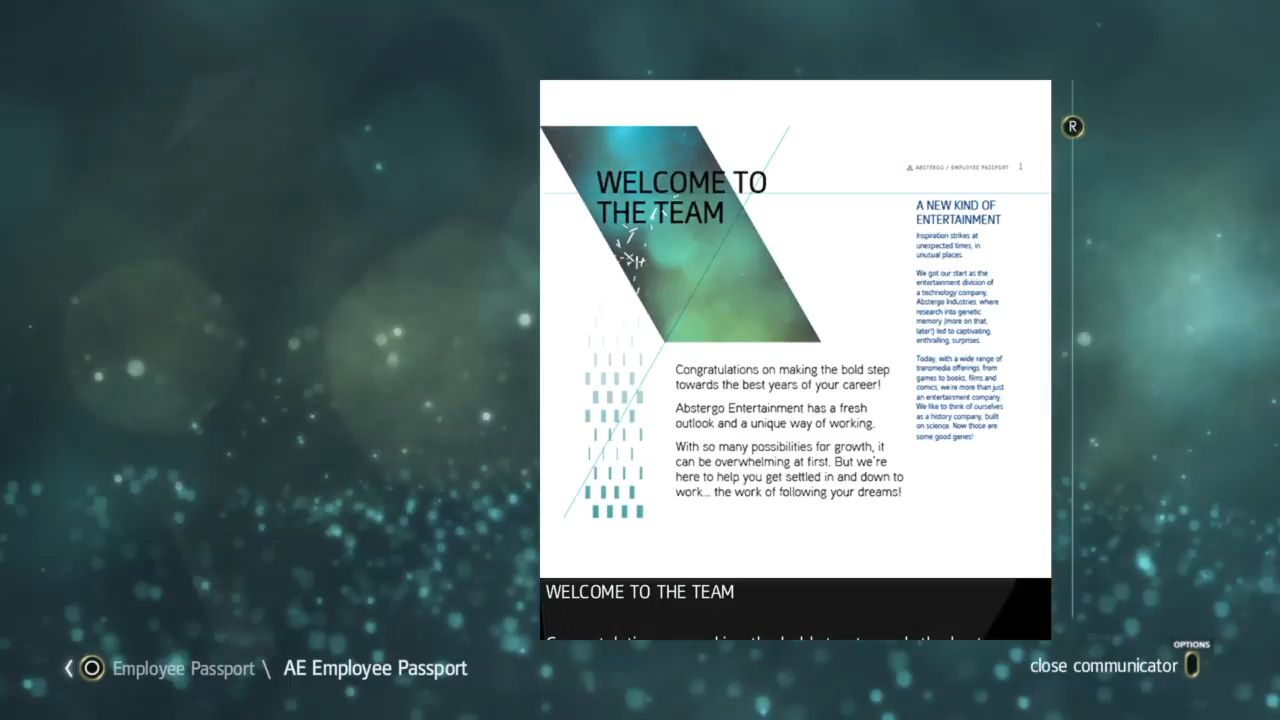 WELCOME TO
THE TEAM
ABSTERGO / EMPLOYEE PASSPORT 1
A NEW KIND OF
ENTERTAINMENT
Inspiration strikes at
unexpected times, in
unusual places.
We got our start as the
entertainment division of
a technology company,
Abstergo Industries, where
research into genetic
memory (more on that,
later!) led to captivating,
enthralling, surprises.
Today, with a wide range of
transmedia offerings, from
games to books, films and
comics, we're more than just
an entertainment company.
We like to think of ourselves
as a history company, built
on science. Now those are
some good genes!
Congratulations on making the bold step
towards the best years of your career!
Abstergo Entertainment has a fresh
outlook and a unique way of working.
With so many possibilities for growth, it
can be overwhelming at first. But we're
here to help you get settled in and down to
work... the work of following your dreams!
R
WELCOME TO THE TEAM
Employee Passport \ AE Employee Passport
OPTIONS
close communicator